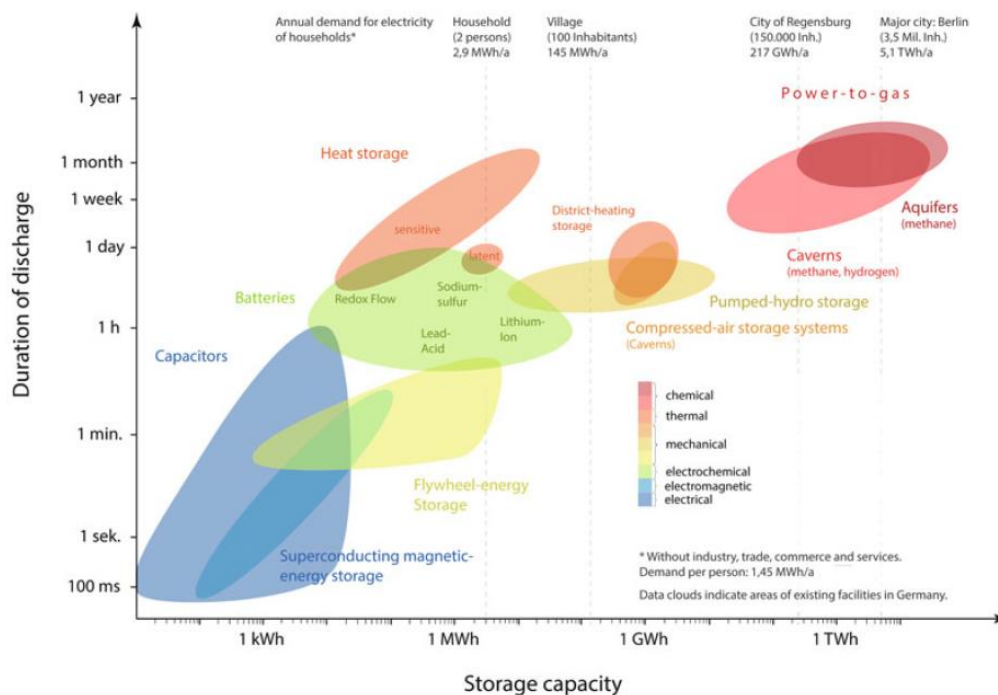 Annual demand for electricity
of households*
Household
(2 persons)
2,9 MWh/a
Village
(100 Inhabitants)
145 MWh/a
City of Regensburg
(150.000 Inh.)
217 GWh/a
Major city: Berlin
(3,5 Mil. Inh.)
5,1 TWh/a
Duration of discharge
1 year
1 month
1 week
1 day
1 h
1 min.
1 sek.
100 ms
Power-to-gas
Heat storage
sensitive
latent
District-heating
storage
Aquifers
(methane)
Caverns
(methane, hydrogen)
Batteries
Redox Flow
Sodium-
sulfur
Lead-
Acid
Lithium-
Ion
Pumped-hydro storage
Compressed-air storage systems
(Caverns)
Capacitors
Flywheel-energy
Storage
Superconducting magnetic-
energy storage
chemical
thermal
mechanical
electrochemical
electromagnetic
electrical
* Without industry, trade, commerce and services.
Demand per person: 1,45 MWh/a
Data clouds indicate areas of existing facilities in Germany.
1 kWh
1 MWh
1 GWh
1 TWh
Storage capacity